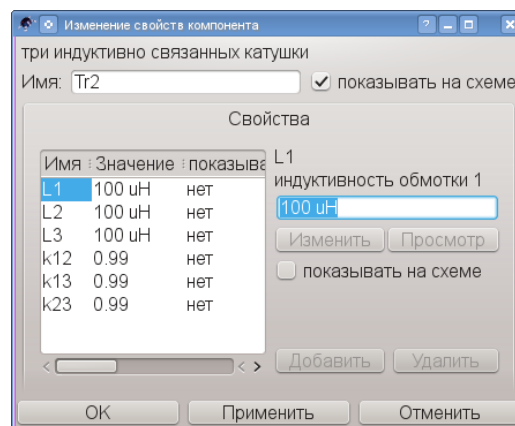 Изменение свойств компонента
три индуктивно связанных катушки
Имя: Tr2 показывать на схеме
Свойства
Имя Значение показыва
L1 100 uH нет
L2 100 uH нет
L3 100 uH нет
k12 0.99 нет
k13 0.99 нет
k23 0.99 нет
L1
индуктивность обмотки 1
100 uH
Изменить Просмотр
показывать на схеме
Добавить Удалить
OK Применить Отменить